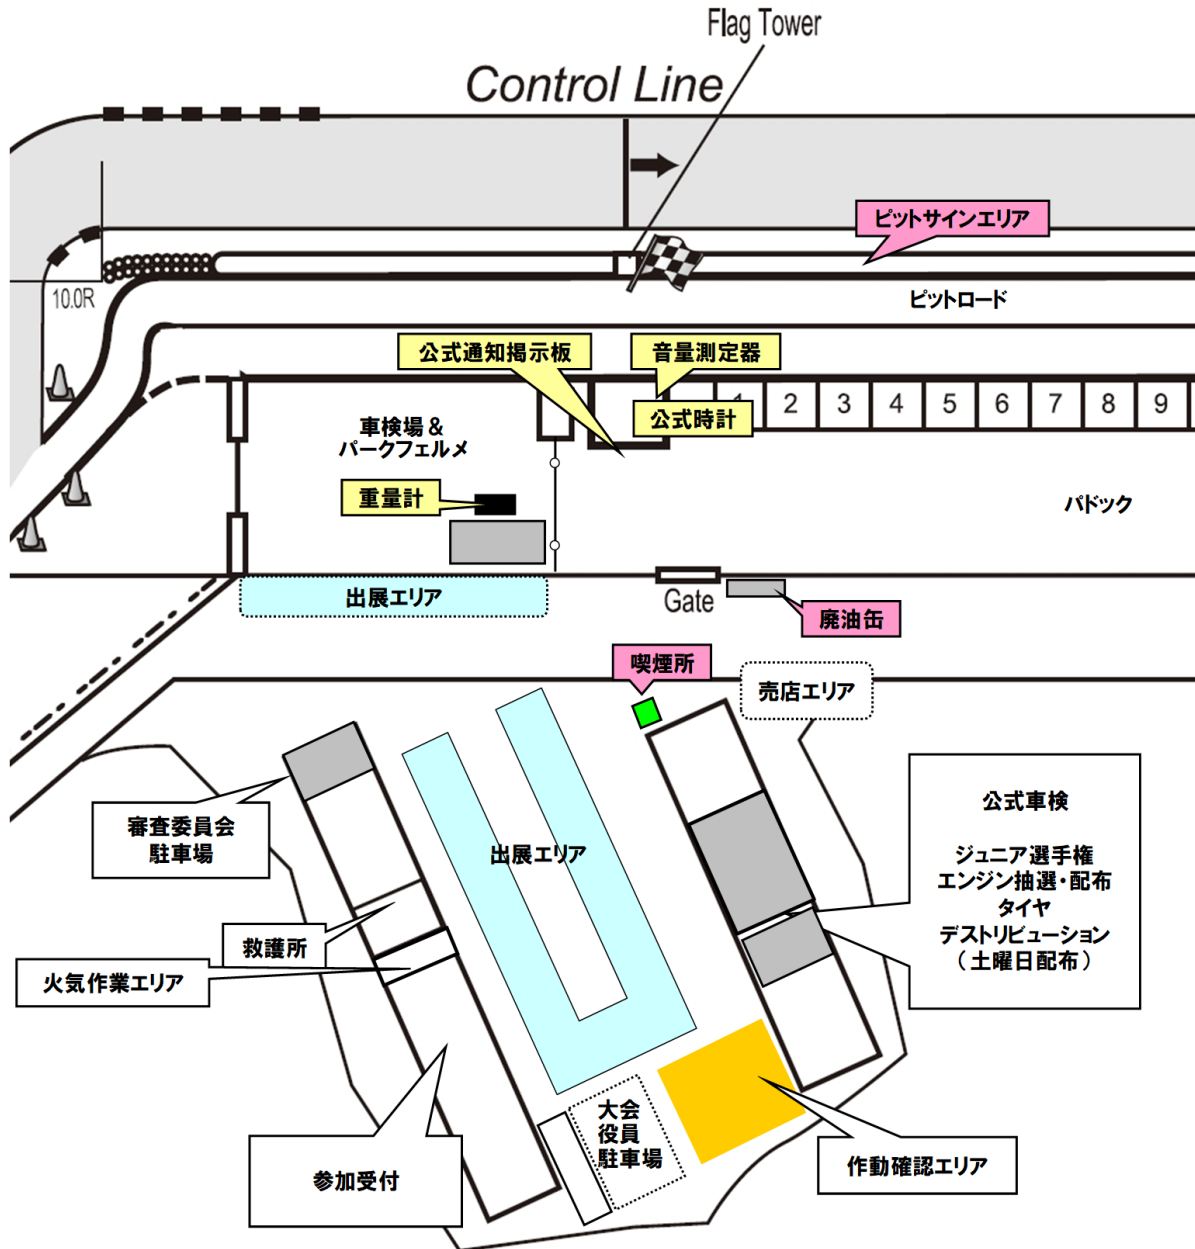 Flag Tower
Control Line
ピットサインエリア
10.0R
ピットロード
公式通知掲示板
音量測定器
1 2 3 4 5 6 7 8 9
公式時計
車検場&
パークフェルメ
重量計
パドック
出展エリア
Gate
廃油缶
喫煙所
売店エリア
審査委員会
駐車場
出展エリア
公式車検
ジュニア選手権
エンジン抽選・配布
タイヤ
デストリビューション
(土曜日配布)
救護所
火気作業エリア
大会
役員
駐車場
作動確認エリア
参加受付